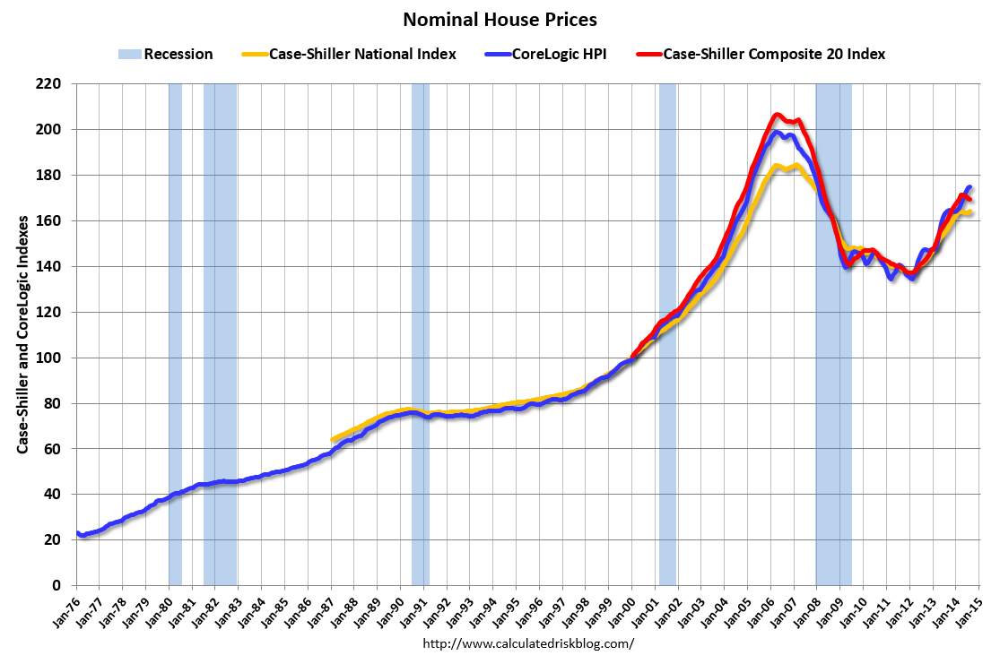 Nominal House Prices
Recession Case-Shiller National Index CoreLogic HPI Case-Shiller Composite 20 Index
220
200
180
160
140
120
100
80
60
40
20
0
Case-Shiller and CoreLogic Indexes
Jan-76 Jan-77 Jan-78 Jan-79 Jan-80 Jan-81 Jan-82 Jan-83 Jan-84 Jan-85 Jan-86 Jan-87 Jan-88 Jan-89 Jan-90 Jan-91 Jan-92 Jan-93 Jan-94 Jan-95 Jan-96 Jan-97 Jan-98 Jan-99 Jan-00 Jan-01 Jan-02 Jan-03 Jan-04 Jan-05 Jan-06 Jan-07 Jan-08 Jan-09 Jan-10 Jan-11 Jan-12 Jan-13 Jan-14 Jan-15
http://www.calculatedriskblog.com/